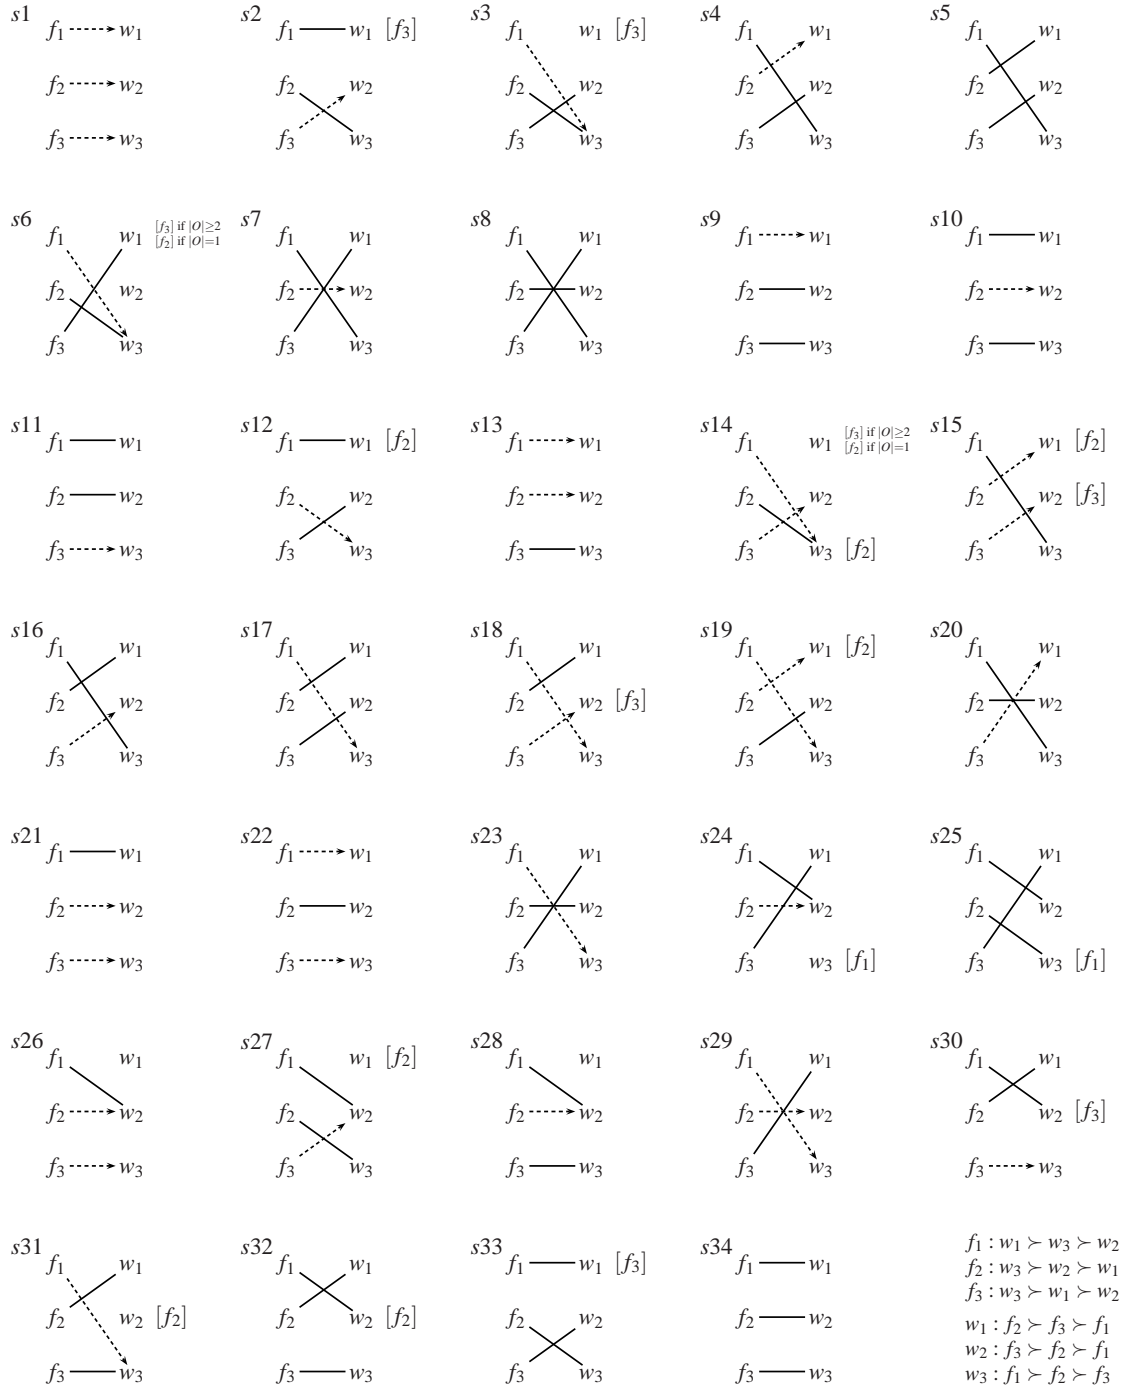 s1 s2 s3 s4 s5
f1 w1 f1 w1 [f3] f1 w1 [f3] f1 w1 f1 w1
f2 w2 f2 w2 f2 w2 f2 w2 f2 w2
f3 w3 f3 w3 f3 w3 f3 w3 f3 w3
s6 s7 s8 s9 s10
f1 w1 [f3] if |O|≥2 f1 w1 f1 w1 f1 w1 f1 w1
[f2] if |O|=1
f2 w2 f2 w2 f2 w2 f2 w2 f2 w2
f3 w3 f3 w3 f3 w3 f3 w3 f3 w3
s11 s12 s13 s14 s15
f1 w1 f1 w1 [f2] f1 w1 f1 w1 [f3] if |O|≥2 f1 w1 [f2]
[f2] if |O|=1
f2 w2 f2 w2 f2 w2 f2 w2 f2 w2 [f3]
f3 w3 f3 w3 f3 w3 f3 w3 [f2] f3 w3
s16 s17 s18 s19 s20
f1 w1 f1 w1 f1 w1 f1 w1 [f2] f1 w1
f2 w2 f2 w2 f2 w2 [f3] f2 w2 f2 w2
f3 w3 f3 w3 f3 w3 f3 w3 f3 w3
s21 s22 s23 s24 s25
f1 w1 f1 w1 f1 w1 f1 w1 f1 w1
f2 w2 f2 w2 f2 w2 f2 w2 f2 w2
f3 w3 f3 w3 f3 w3 f3 w3 [f1] f3 w3 [f1]
s26 s27 s28 s29 s30
f1 w1 f1 w1 [f2] f1 w1 f1 w1 f1 w1
f2 w2 f2 w2 f2 w2 f2 w2 f2 w2 [f3]
f3 w3 f3 w3 f3 w3 f3 w3 f3 w3
s31 s32 s33 s34
f1 w1 f1 w1 f1 w1 [f3] f1 w1
f2 w2 [f2] f2 w2 [f2] f2 w2 f2 w2
f3 w3 f3 w3 f3 w3 f3 w3
f1 : w1 ≻ w3 ≻ w2
f2 : w3 ≻ w2 ≻ w1
f3 : w3 ≻ w1 ≻ w2
w1 : f2 ≻ f3 ≻ f1
w2 : f3 ≻ f2 ≻ f1
w3 : f1 ≻ f2 ≻ f3